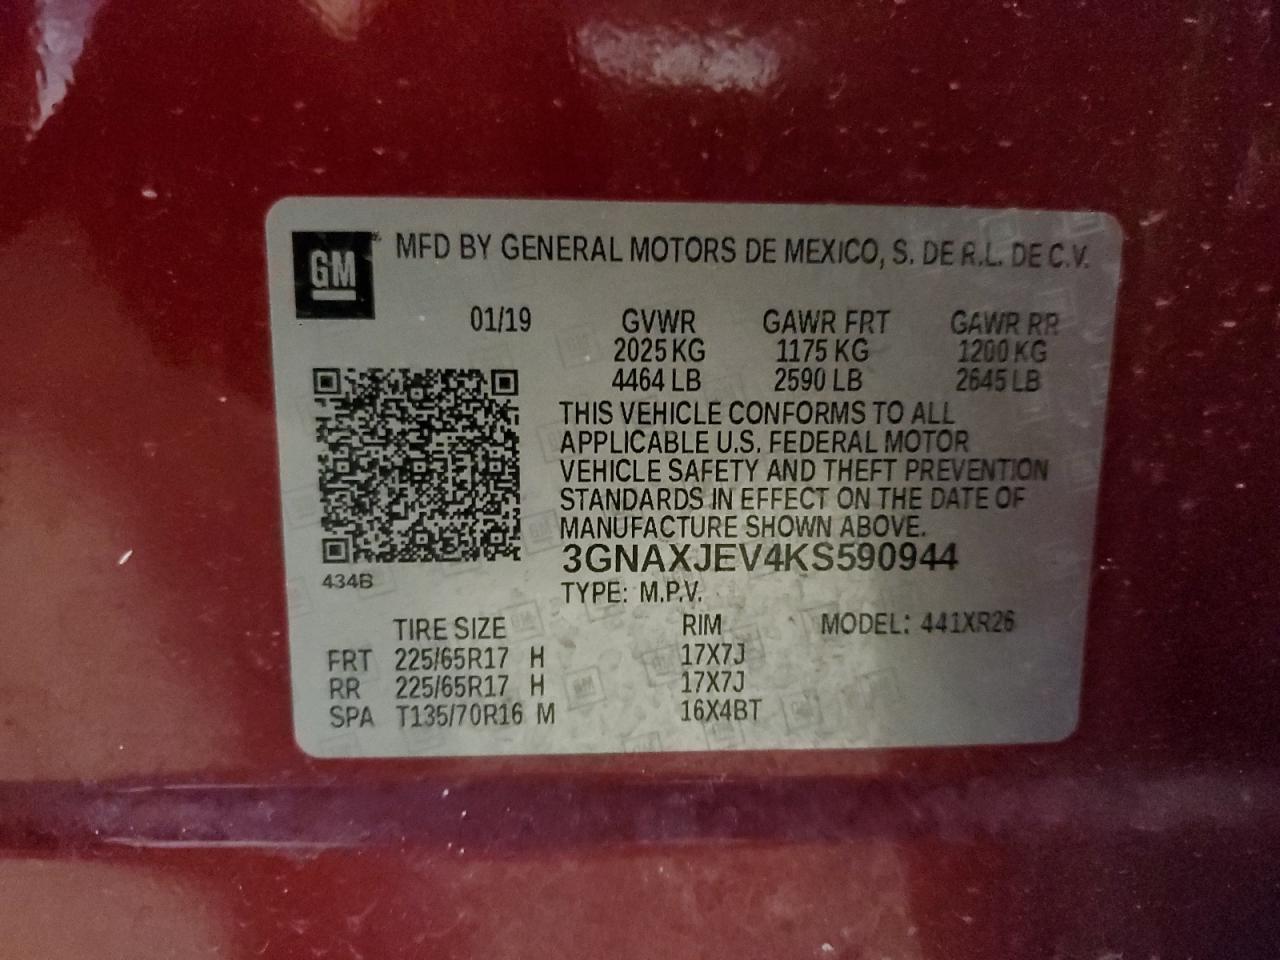 GM MFD BY GENERAL MOTORS DE MEXICO, S. DE R.L. DE C.V.
01/19 GVWR GAWR FRT GAWR RR
2025 KG 1175 KG 1200 KG
4464 LB 2590 LB 2645 LB
THIS VEHICLE CONFORMS TO ALL
APPLICABLE U.S. FEDERAL MOTOR
VEHICLE SAFETY AND THEFT PREVENTION
STANDARDS IN EFFECT ON THE DATE OF
MANUFACTURE SHOWN ABOVE.
3GNAXJEV4KS590944
434B TYPE: M.P.V.
TIRE SIZE RIM MODEL: 441XR26
FRT 225/65R17 H 17X7J
RR 225/65R17 H 17X7J
SPA T135/70R16 M 16X4BT